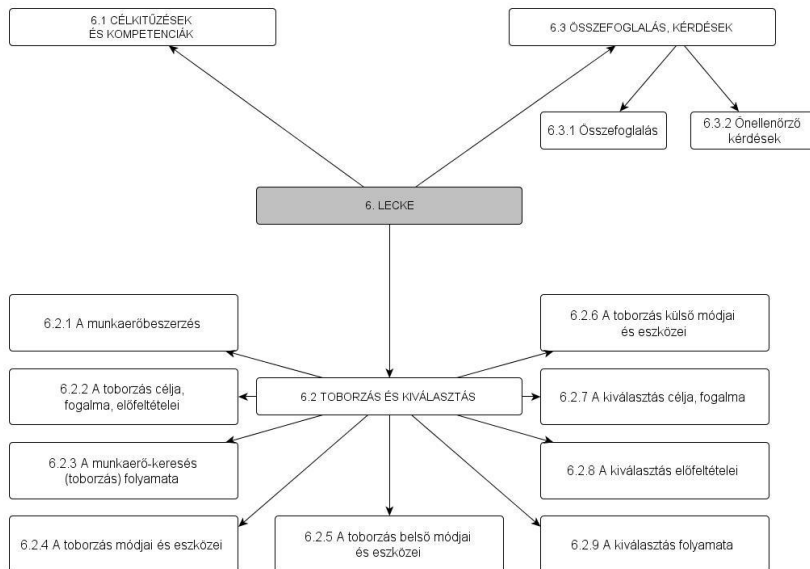 6.1 CÉLKITŰZÉSEK
ÉS KOMPETENCIÁK
6.3 ÖSSZEFOGLALÁS, KÉRDÉSEK
6.3.1 Összefoglalás
6.3.2 Önellenőrző
kérdések
6. LECKE
6.2.1 A munkaerőbeszerzés
6.2.6 A toborzás külső módjai
és eszközei
6.2.2 A toborzás célja,
fogalma, előfeltételei
6.2 TOBORZÁS ÉS KIVÁLASZTÁS
6.2.7 A kiválasztás célja, fogalma
6.2.3 A munkaerő-keresés
(toborzás) folyamata
6.2.8 A kiválasztás előfeltételei
6.2.4 A toborzás módjai és eszközei
6.2.5 A toborzás belső módjai
és eszközei
6.2.9 A kiválasztás folyamata